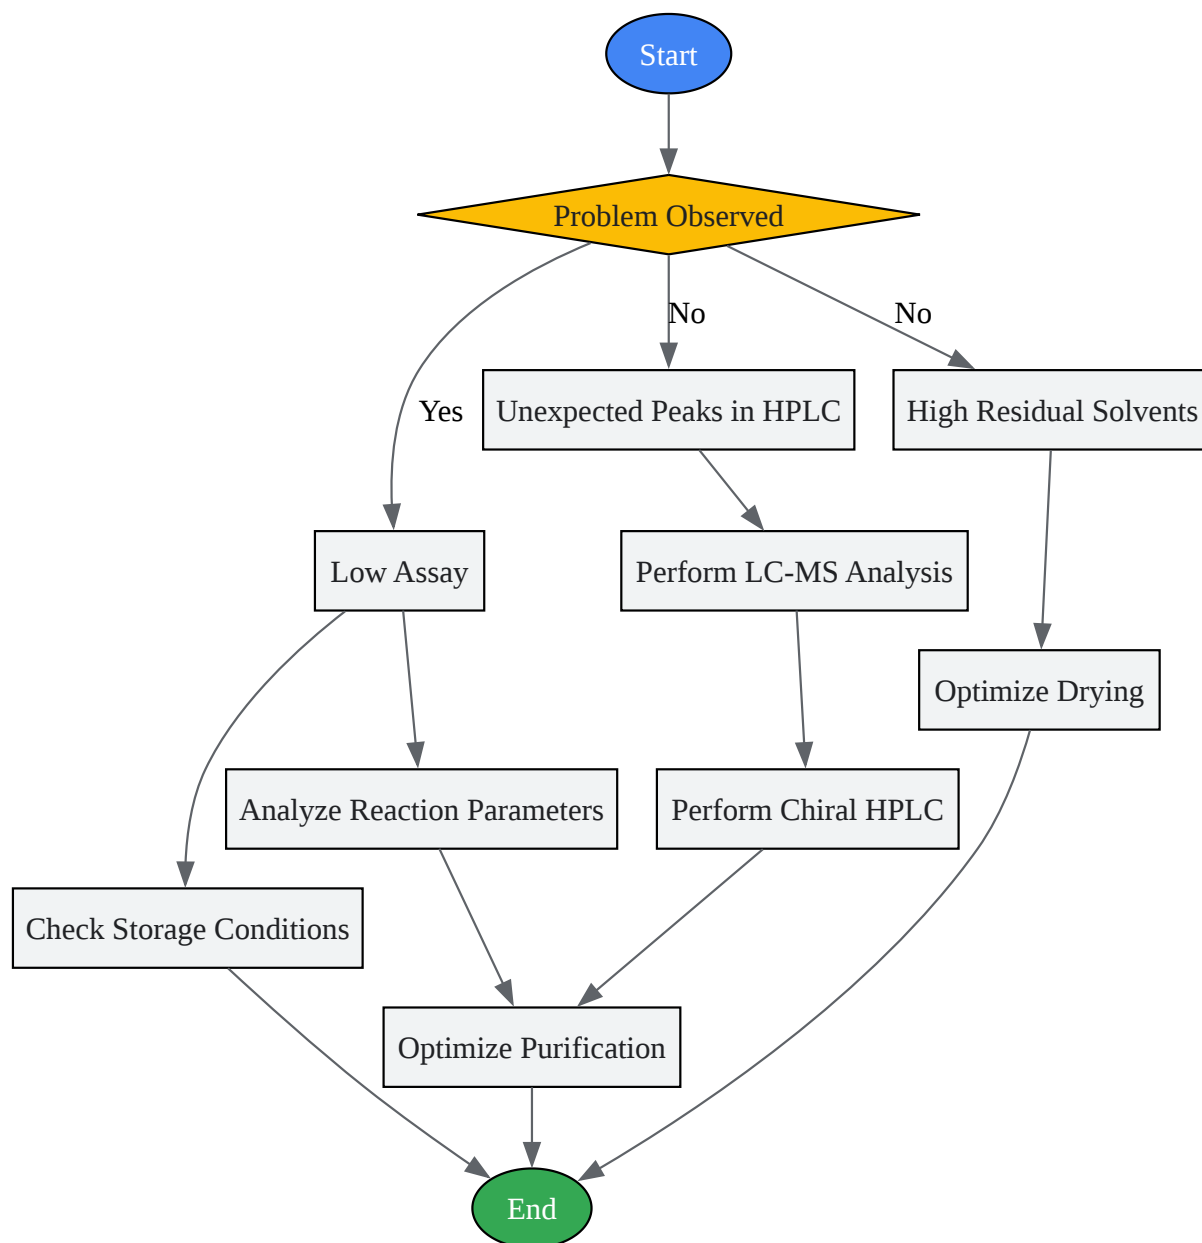 Start
Problem Observed
No
No
Yes
Unexpected Peaks in HPLC
High Residual Solvents
Low Assay
Perform LC-MS Analysis
Optimize Drying
Analyze Reaction Parameters
Perform Chiral HPLC
Check Storage Conditions
Optimize Purification
End